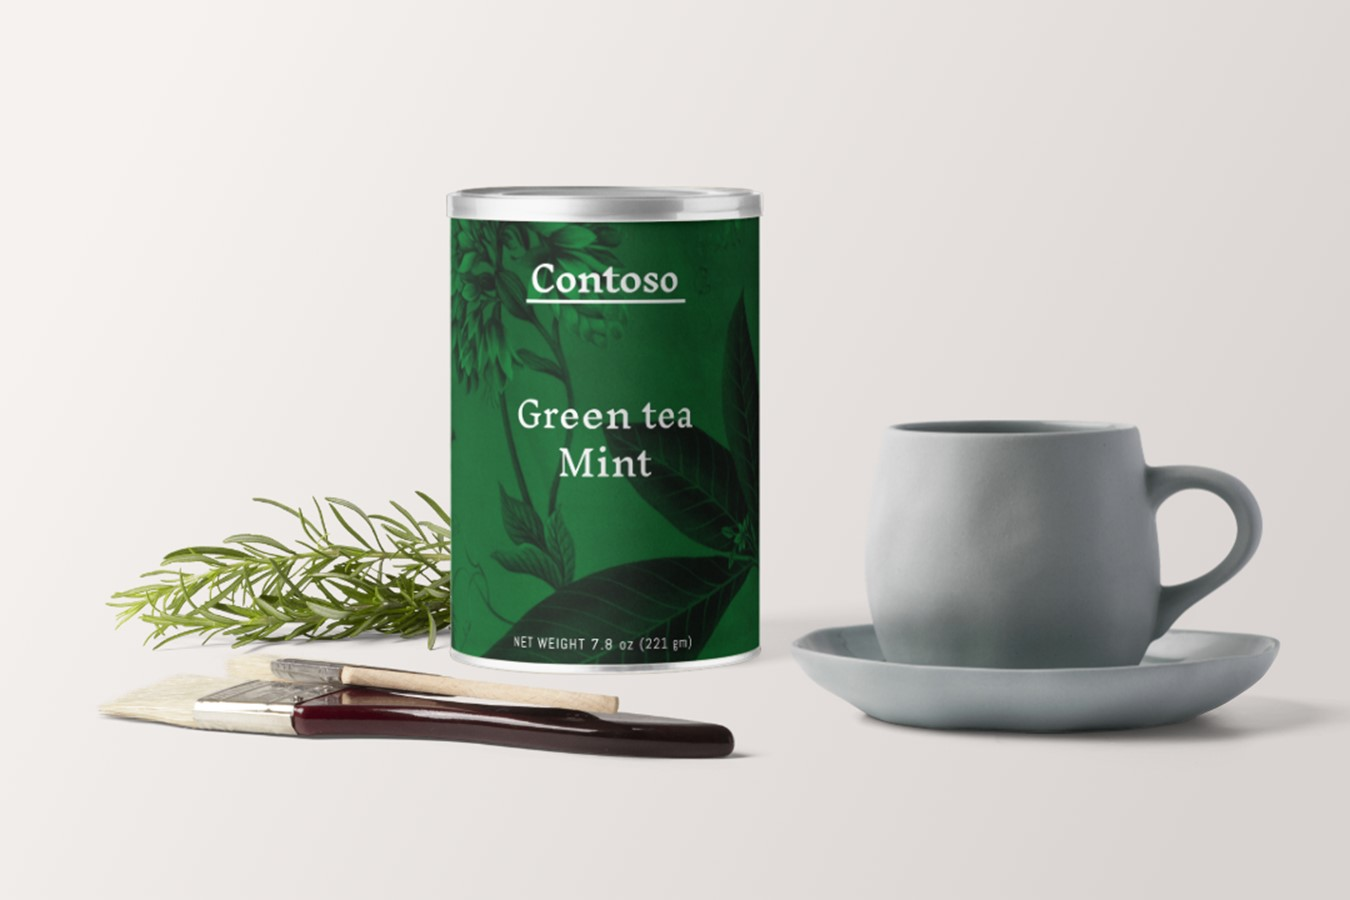 Contoso
Green tea
Mint
NET WEIGHT 7.8 oz (221 gm)